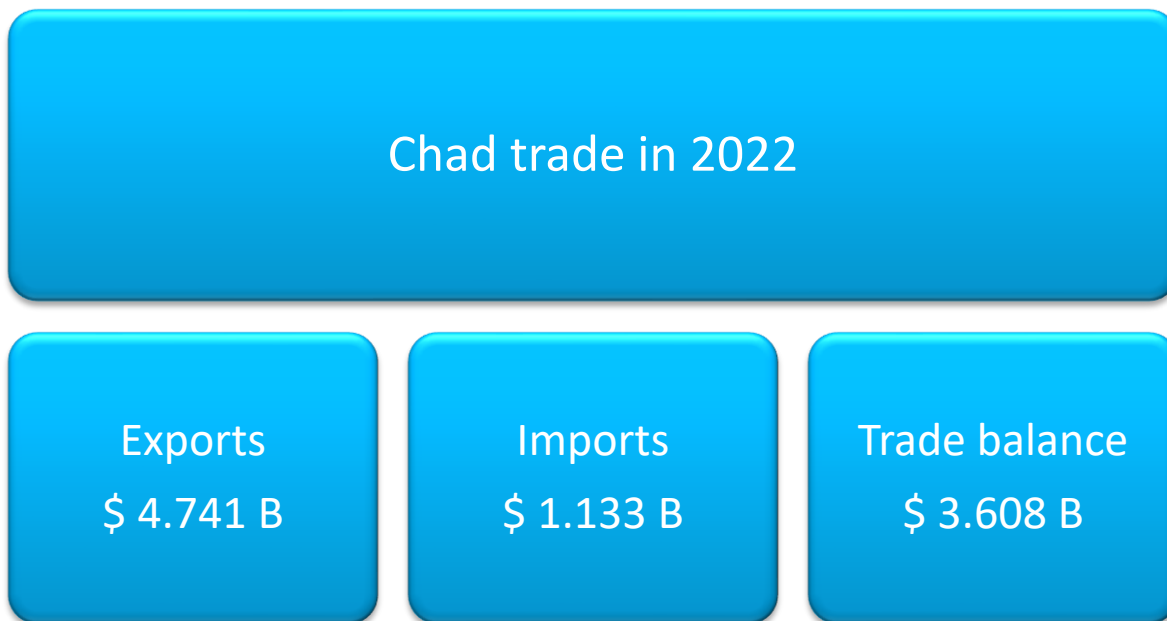 Chad trade in 2022
Exports
$ 4.741 B
Imports
$ 1.133 B
Trade balance
$ 3.608 B